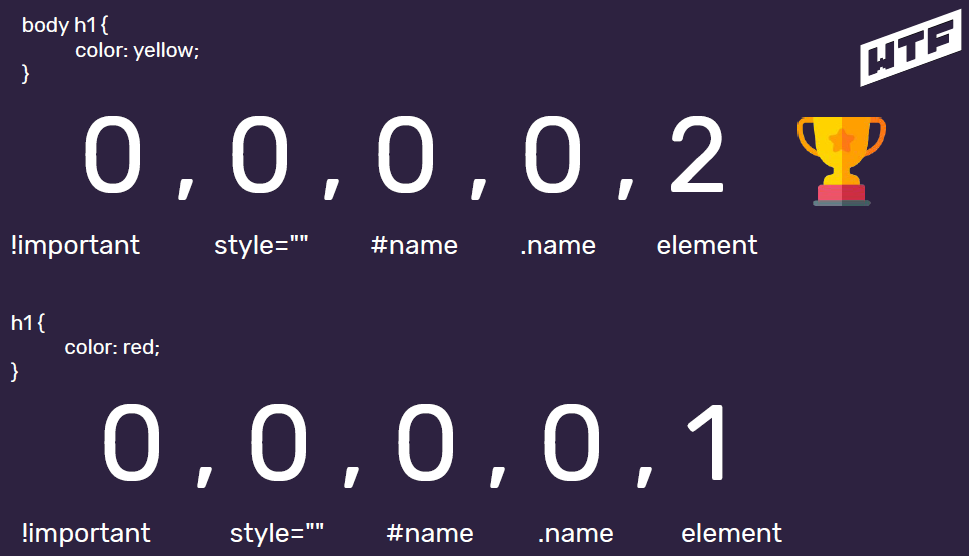 body h1 {
color: yellow;
}
WTF
0 , 0 , 0 , 0 , 2
!important style="" #name .name element
h1 {
color: red;
}
0 , 0 , 0 , 0 , 1
!important style="" #name .name element